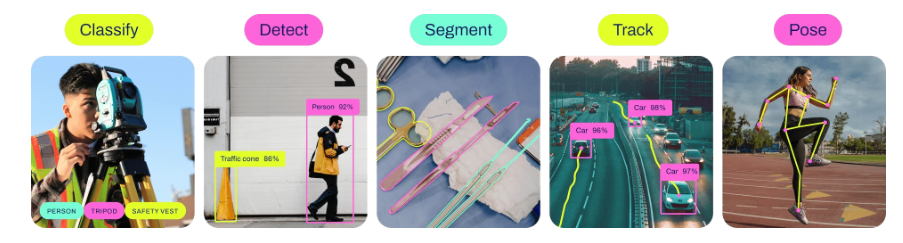 Classify
Detect
Segment
Track
Pose
PERSON
TRIPOD
SAFETY VEST
2
Person 92%
Traffic cone 86%
Car 98%
Car 96%
Car 97%